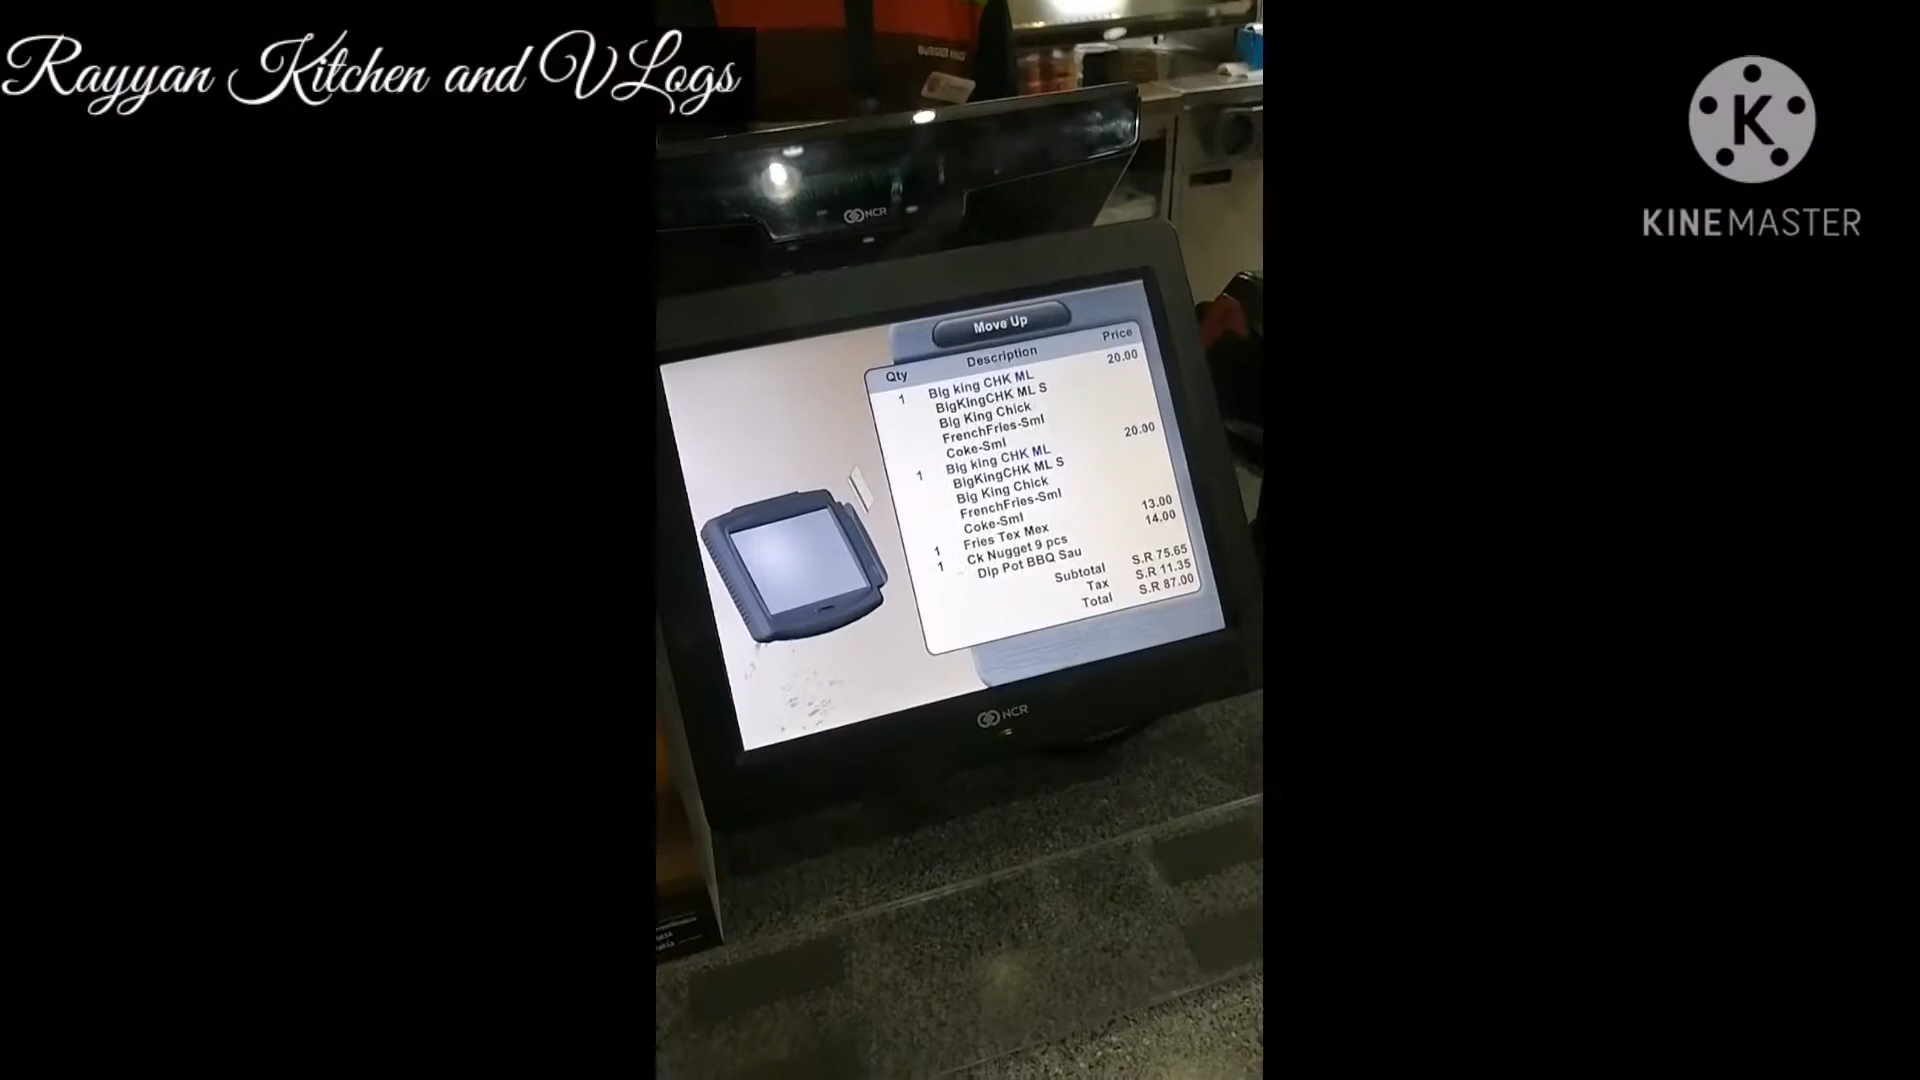 Rayyan Kitchen and VLogs
K
KINEMASTER
BURGER KING
NCR
Move Up
Qty Description Price
1 Big king CHK ML 20.00
BigKingCHK ML S
Big King Chick
FrenchFries-Sml
Coke-Sml
1 Big king CHK ML 20.00
BigKingCHK ML S
Big King Chick
FrenchFries-Sml
Coke-Sml
1 Fries Tex Mex 13.00
1 Ck Nugget 9 pcs 14.00
Dip Pot BBQ Sau
Subtotal S.R 75.65
Tax S.R 11.35
Total S.R 87.00
NCR